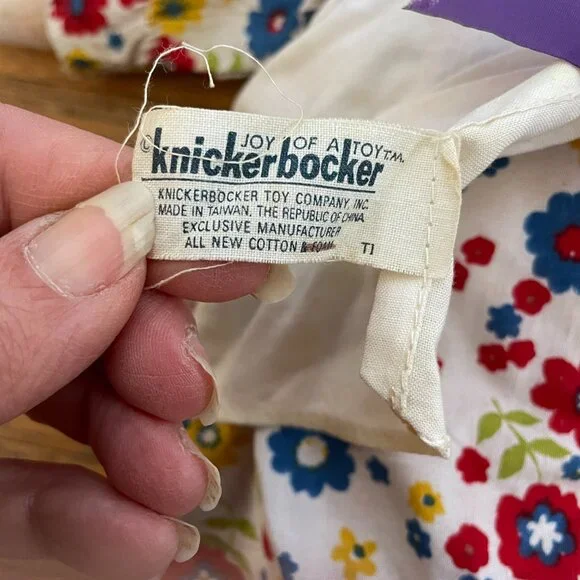 JOY OF A TOY T.M.
knickerbocker
KNICKERBOCKER TOY COMPANY INC.
MADE IN TAIWAN, THE REPUBLIC OF CHINA
EXCLUSIVE MANUFACTURER
ALL NEW COTTON & FOAM TI